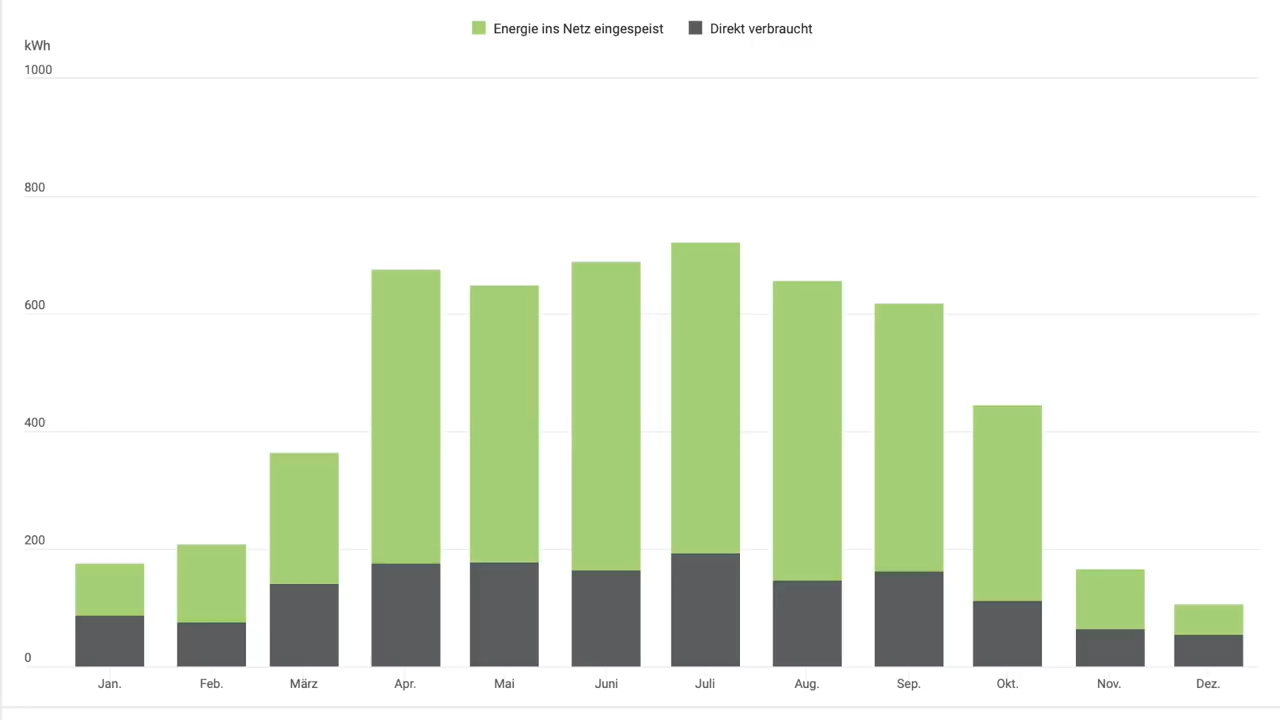 Energie ins Netz eingespeist Direkt verbraucht
kWh
1000
800
600
400
200
0
Jan. Feb. März Apr. Mai Juni Juli Aug. Sep. Okt. Nov. Dez.